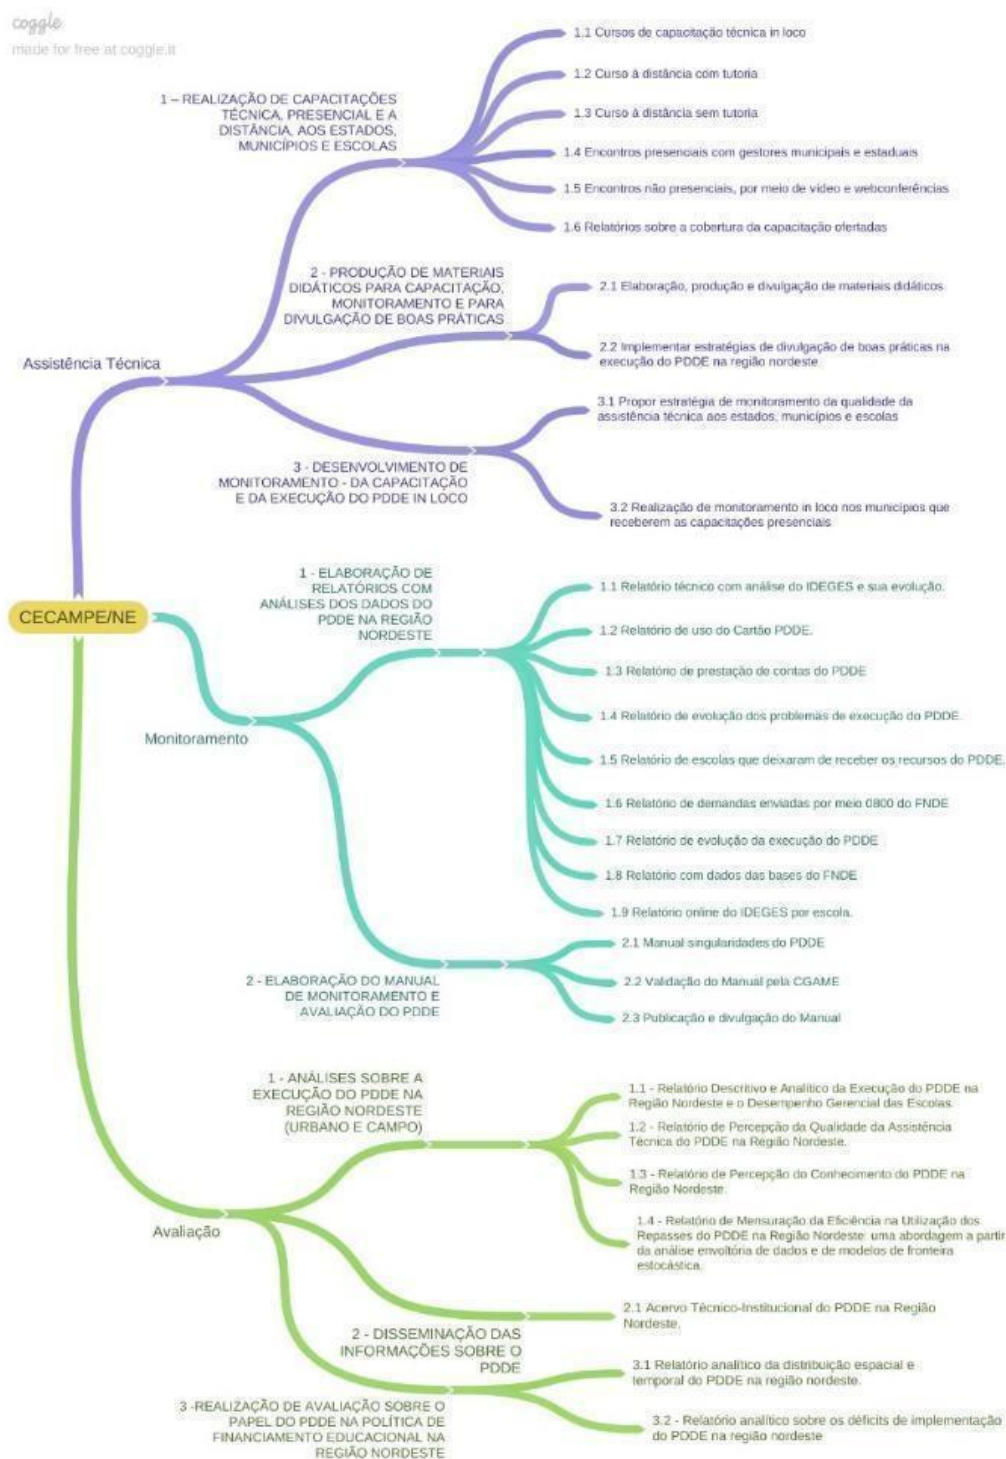 coggle
made for free at coggle.it
1.1 Cursos de capacitação técnica in loco
1.2 Curso à distância com tutoria
1 – REALIZAÇÃO DE CAPACITAÇÕES
TÉCNICA, PRESENCIAL E A
DISTÂNCIA, AOS ESTADOS,
MUNICÍPIOS E ESCOLAS
1.3 Curso à distância sem tutoria
1.4 Encontros presenciais com gestores municipais e estaduais
1.5 Encontros não presenciais, por meio de vídeo e webconferências
1.6 Relatórios sobre a cobertura da capacitação ofertadas
2 - PRODUÇÃO DE MATERIAIS
DIDÁTICOS PARA CAPACITAÇÃO,
MONITORAMENTO E PARA
DIVULGAÇÃO DE BOAS PRÁTICAS
2.1 Elaboração, produção e divulgação de materiais didáticos
2.2 Implementar estratégias de divulgação de boas práticas na
execução do PDDE na região nordeste
Assistência Técnica
3.1 Propor estratégia de monitoramento da qualidade da
assistência técnica aos estados, municípios e escolas
3 - DESENVOLVIMENTO DE
MONITORAMENTO - DA CAPACITAÇÃO
E DA EXECUÇÃO DO PDDE IN LOCO
3.2 Realização de monitoramento in loco nos municípios que
receberem as capacitações presenciais
CECAMPE/NE
1 - ELABORAÇÃO DE
RELATÓRIOS COM
ANÁLISES DOS DADOS DO
PDDE NA REGIÃO
NORDESTE
1.1 Relatório técnico com análise do IDEGES e sua evolução.
1.2 Relatório de uso do Cartão PDDE.
1.3 Relatório de prestação de contas do PDDE
1.4 Relatório de evolução dos problemas de execução do PDDE.
Monitoramento
1.5 Relatório de escolas que deixaram de receber os recursos do PDDE.
1.6 Relatório de demandas enviadas por meio 0800 do FNDE
1.7 Relatório de evolução da execução do PDDE
1.8 Relatório com dados das bases do FNDE
1.9 Relatório online do IDEGES por escola.
2 - ELABORAÇÃO DO MANUAL
DE MONITORAMENTO E
AVALIAÇÃO DO PDDE
2.1 Manual singularidades do PDDE
2.2 Validação do Manual pela CGAME
2.3 Publicação e divulgação do Manual
1 - ANÁLISES SOBRE A
EXECUÇÃO DO PDDE NA
REGIÃO NORDESTE
(URBANO E CAMPO)
1.1 - Relatório Descritivo e Analítico da Execução do PDDE na
Região Nordeste e o Desempenho Gerencial das Escolas.
1.2 - Relatório de Percepção da Qualidade da Assistência
Técnica do PDDE na Região Nordeste.
1.3 - Relatório de Percepção do Conhecimento do PDDE na
Região Nordeste.
1.4 - Relatório de Mensuração da Eficiência na Utilização dos
Repasses do PDDE na Região Nordeste: uma abordagem a partir
da análise envoltória de dados e de modelos de fronteira
estocástica.
Avaliação
2.1 Acervo Técnico-Institucional do PDDE na Região
Nordeste.
2 - DISSEMINAÇÃO DAS
INFORMAÇÕES SOBRE O
PDDE
3.1 Relatório analítico da distribuição espacial e
temporal do PDDE na região nordeste.
3 -REALIZAÇÃO DE AVALIAÇÃO SOBRE O
PAPEL DO PDDE NA POLÍTICA DE
FINANCIAMENTO EDUCACIONAL NA
REGIÃO NORDESTE
3.2 - Relatório analítico sobre os déficits de implementação
do PDDE na região nordeste